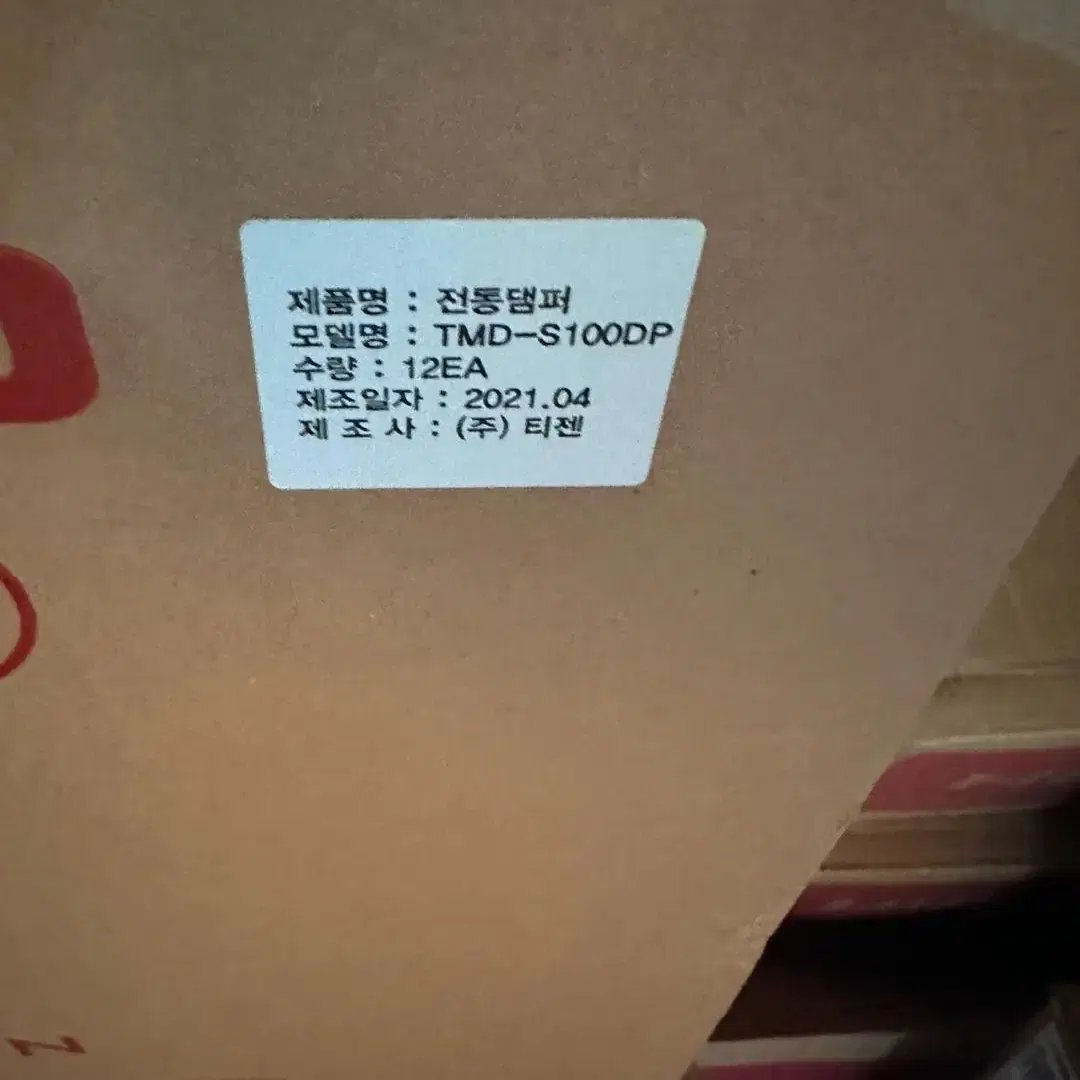 제품명 : 전동댐퍼
모델명 : TMD-S100DP
수량 : 12EA
제조일자 : 2021.04
제 조 사 : (주) 티젠